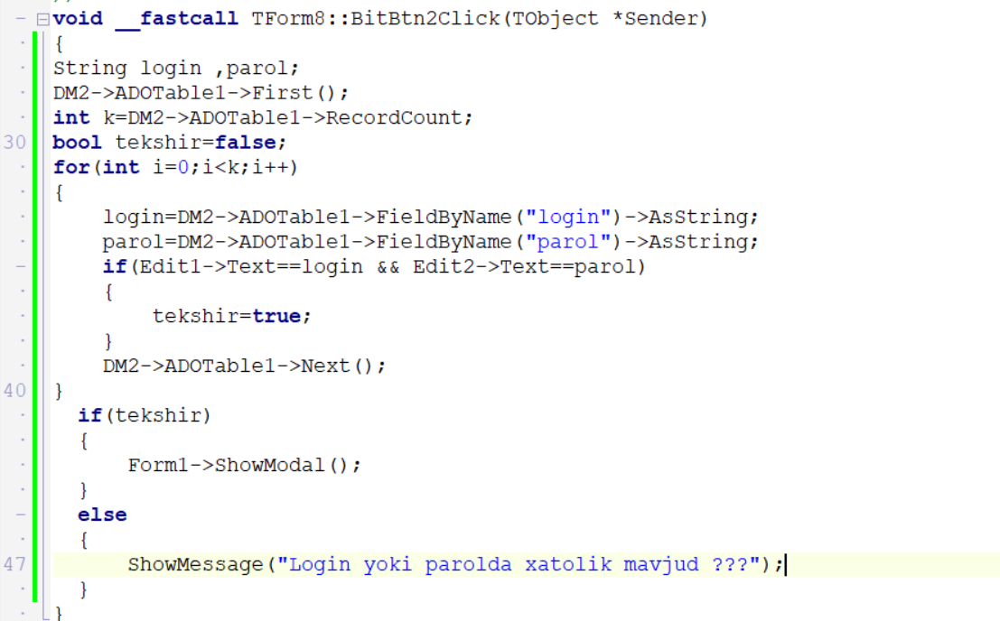 void __fastcall TForm8::BitBtn2Click(TObject *Sender)
{
String login ,parol;
DM2->ADOTable1->First();
int k=DM2->ADOTable1->RecordCount;
30 bool tekshir=false;
for(int i=0;i<k;i++)
{
login=DM2->ADOTable1->FieldByName("login")->AsString;
parol=DM2->ADOTable1->FieldByName("parol")->AsString;
if(Edit1->Text==login && Edit2->Text==parol)
{
tekshir=true;
}
DM2->ADOTable1->Next();
40 }
if(tekshir)
{
Form1->ShowModal();
}
else
{
47 ShowMessage("Login yoki parolda xatolik mavjud ???");
}
}